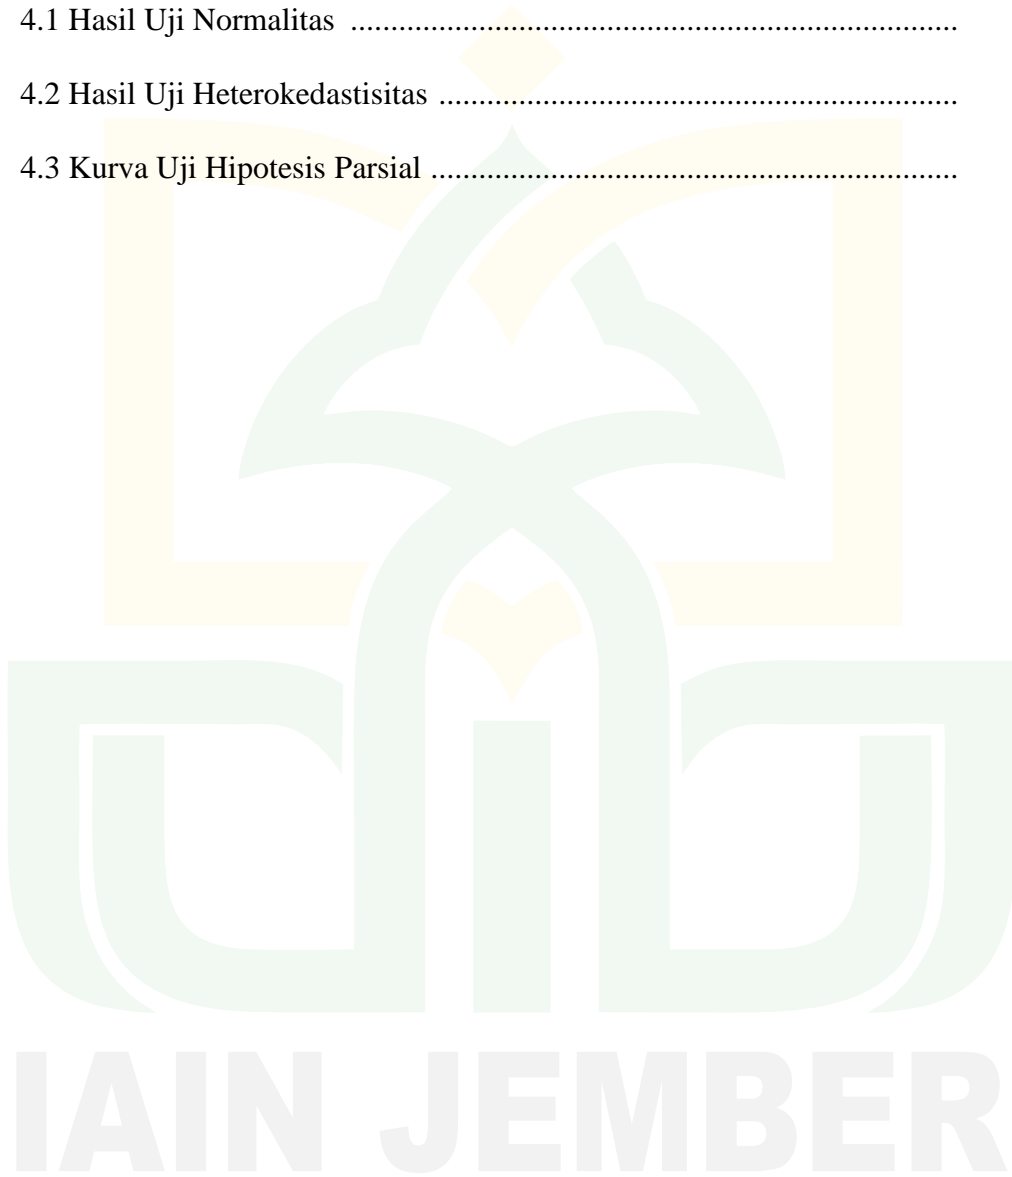 4.1 Hasil Uji Normalitas ..........................................................................
4.2 Hasil Uji Heterokedastisitas ...............................................................
4.3 Kurva Uji Hipotesis Parsial ................................................................
IAIN JEMBER